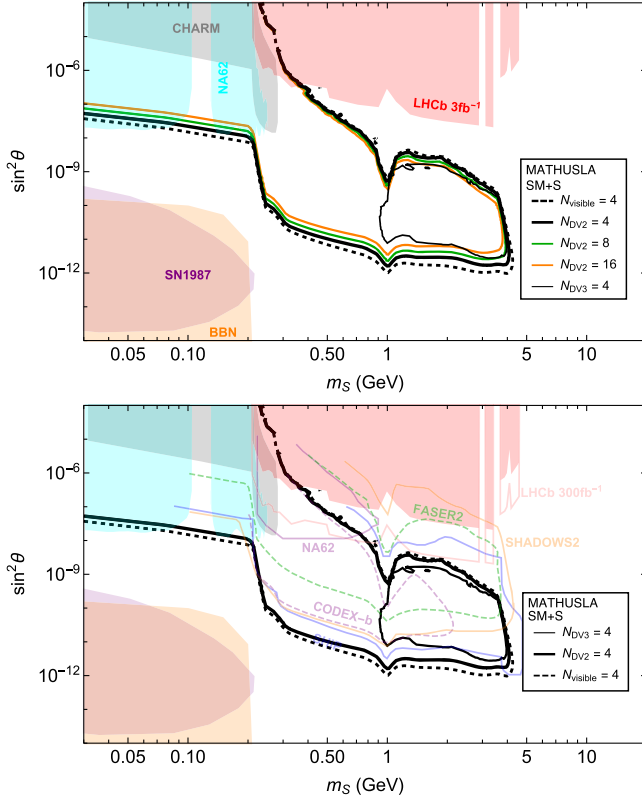 CHARM
NA62
LHCb 3fb⁻¹
SN1987
BBN
MATHUSLA
SM+S
N_visible = 4
N_DV2 = 4
N_DV2 = 8
N_DV2 = 16
N_DV3 = 4
sin² θ
10⁻⁶
10⁻⁹
10⁻¹²
0.05 0.10 0.50 1 5 10
m_S (GeV)
LHCb 300fb⁻¹
FASER2
SHADOWS2
NA62
CODEX-b
MATHUSLA
SM+S
N_DV3 = 4
N_DV2 = 4
N_visible = 4
sin² θ
10⁻⁶
10⁻⁹
10⁻¹²
0.05 0.10 0.50 1 5 10
m_S (GeV)